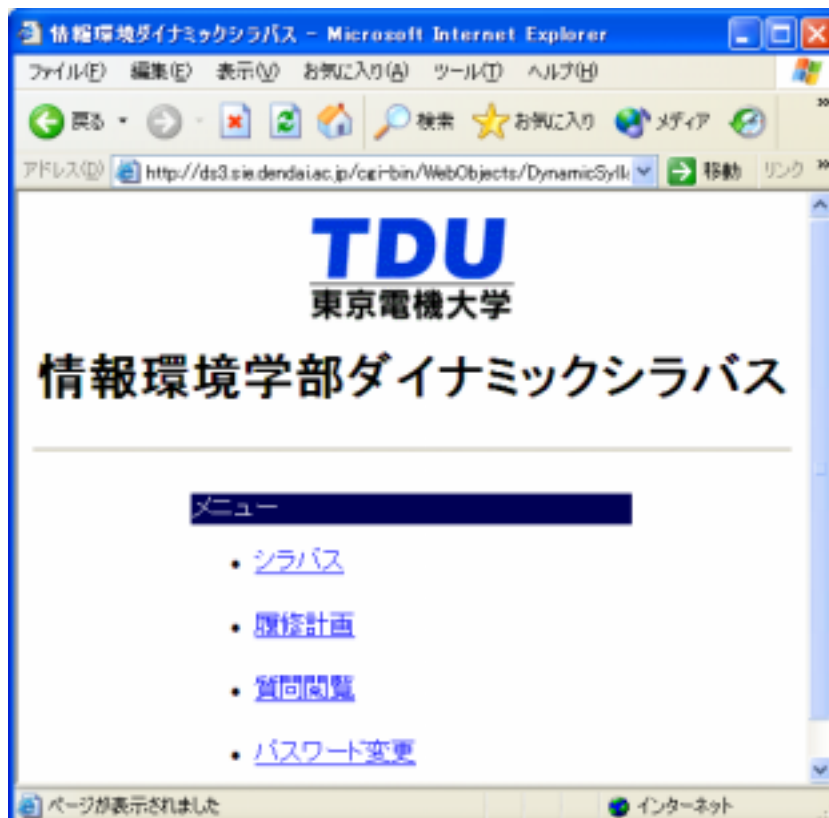 情報環境ダイナミックシラバス - Microsoft Internet Explorer
ファイル(F) 編集(E) 表示(V) お気に入り(A) ツール(T) ヘルプ(H)
戻る 検索 お気に入り メディア »
アドレス(D) http://ds3.sie.dendai.ac.jp/cgi-bin/WebObjects/DynamicSyll 移動 リンク »
TDU
東京電機大学
情報環境学部ダイナミックシラバス
メニュー
• シラバス
• 履修計画
• 質問閲覧
• パスワード変更
ページが表示されました インターネット